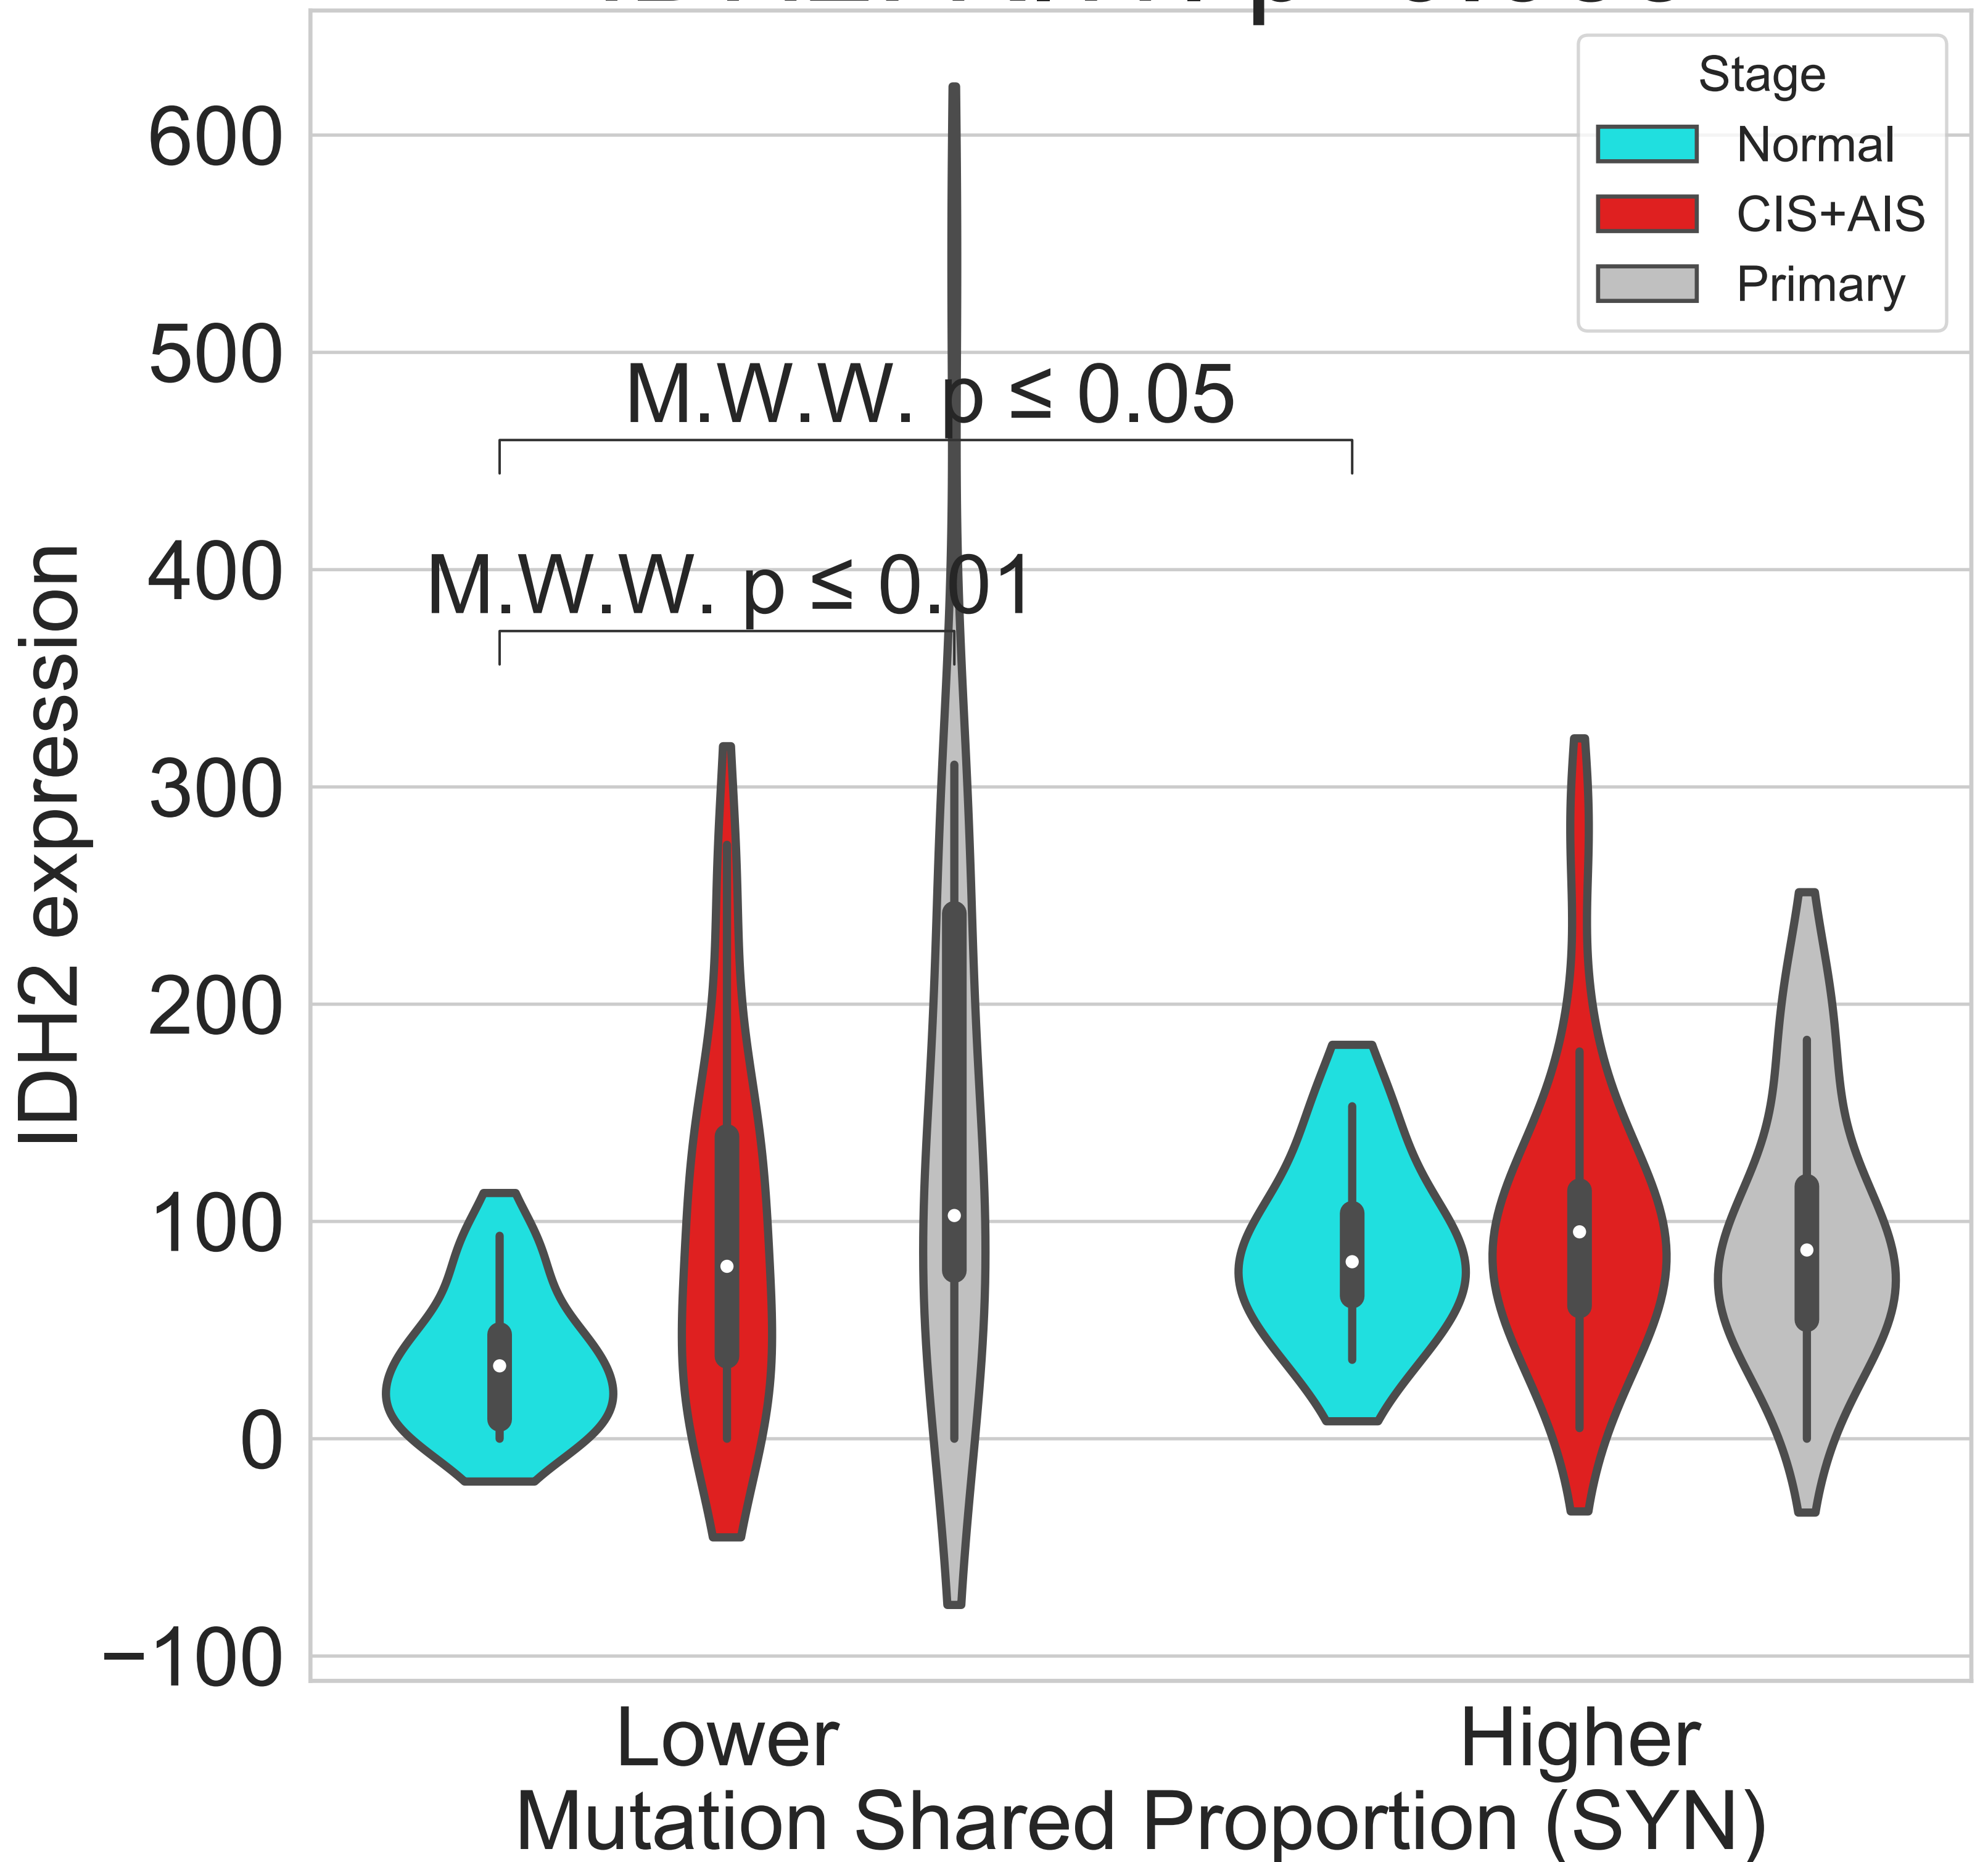 Stage
Normal
CIS+AIS
Primary
600
500
400
300
200
100
0
−100
M.W.W. p ≤ 0.05
M.W.W. p ≤ 0.01
IDH2 expression
Lower
Higher
Mutation Shared Proportion (SYN)